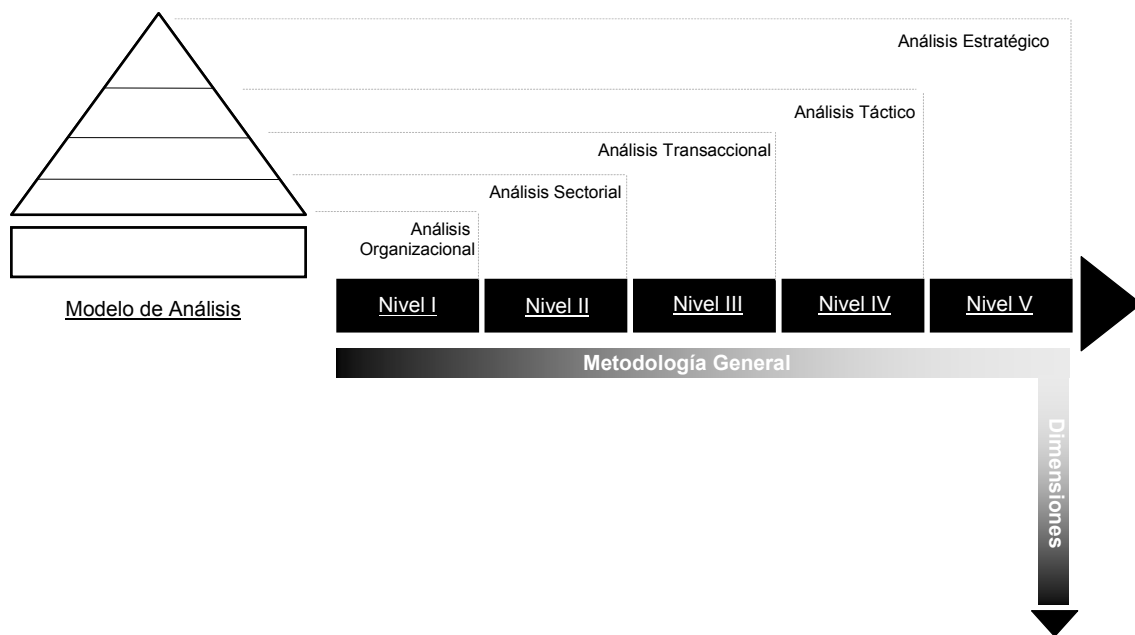 Análisis Estratégico
Análisis Táctico
Análisis Transaccional
Análisis Sectorial
Análisis
Organizacional
Modelo de Análisis
Nivel I
Nivel II
Nivel III
Nivel IV
Nivel V
Metodología General
Dimensiones